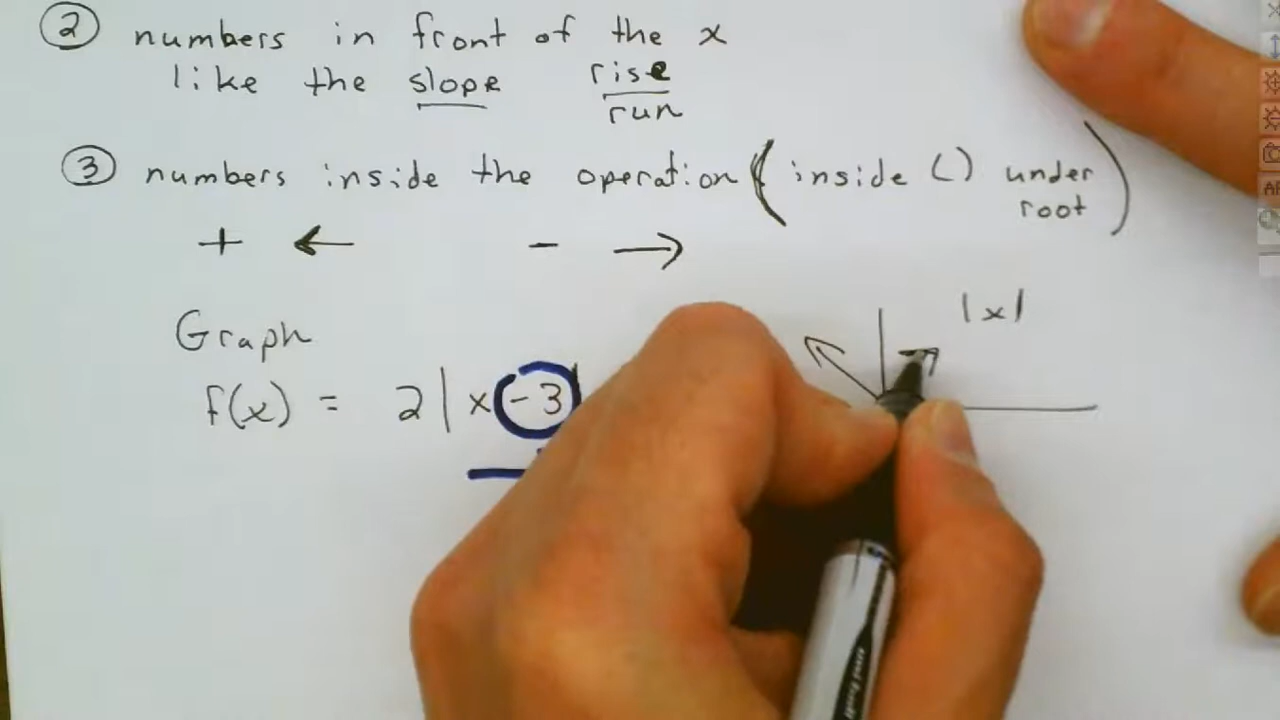 ② numbers in front of the x
like the slope rise
run
③ numbers inside the operation ( inside () under
root )
+ ← - →
Graph
|x|
f(x) = 2|x-3|